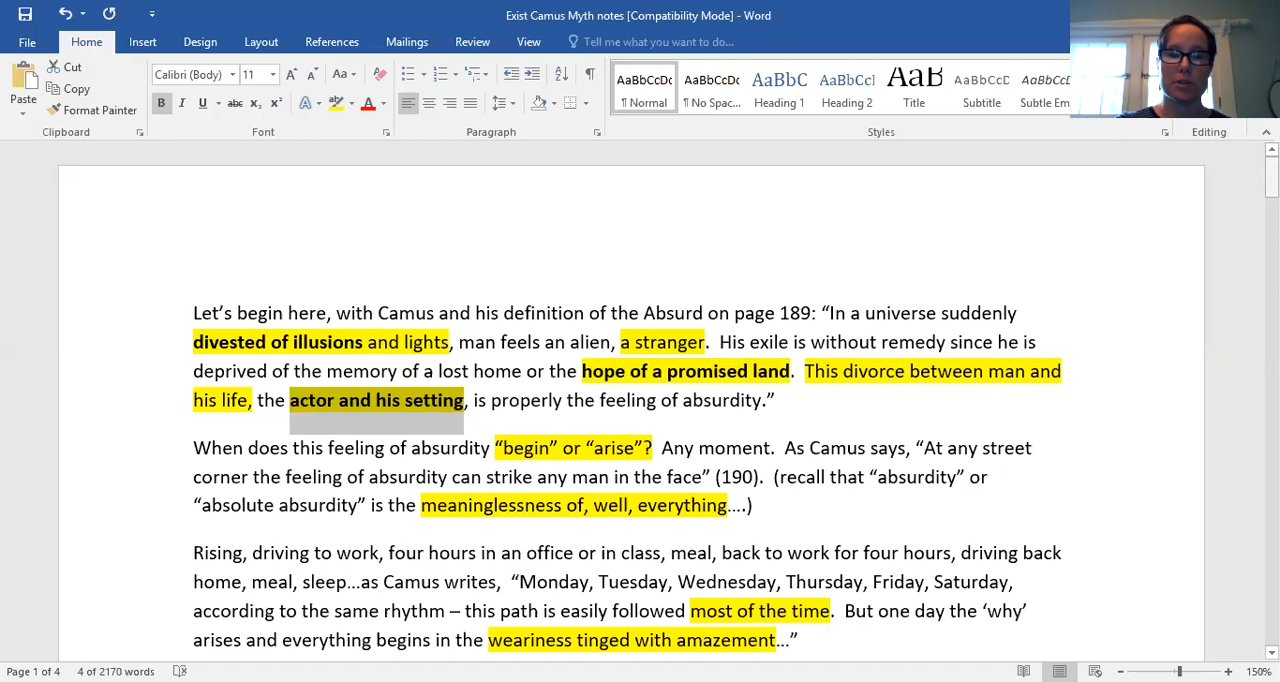 Exist Camus Myth notes [Compatibility Mode] - Word
File Home Insert Design Layout References Mailings Review View Tell me what you want to do...
Cut
Copy
Format Painter
Paste
Calibri (Body) 11
AaBbCcDc AaBbCcDc AaBbC AaBbCcI AaB AaBbCcD AaBbCcDc
¶ Normal ¶ No Spac... Heading 1 Heading 2 Title Subtitle Subtle Em
Clipboard Font Paragraph Styles Editing
Let’s begin here, with Camus and his definition of the Absurd on page 189: “In a universe suddenly
divested of illusions and lights, man feels an alien, a stranger. His exile is without remedy since he is
deprived of the memory of a lost home or the hope of a promised land. This divorce between man and
his life, the actor and his setting, is properly the feeling of absurdity.”
When does this feeling of absurdity “begin” or “arise”? Any moment. As Camus says, “At any street
corner the feeling of absurdity can strike any man in the face” (190). (recall that “absurdity” or
“absolute absurdity” is the meaninglessness of, well, everything….)
Rising, driving to work, four hours in an office or in class, meal, back to work for four hours, driving back
home, meal, sleep…as Camus writes, “Monday, Tuesday, Wednesday, Thursday, Friday, Saturday,
according to the same rhythm – this path is easily followed most of the time. But one day the ‘why’
arises and everything begins in the weariness tinged with amazement…”
Page 1 of 4 4 of 2170 words 150%